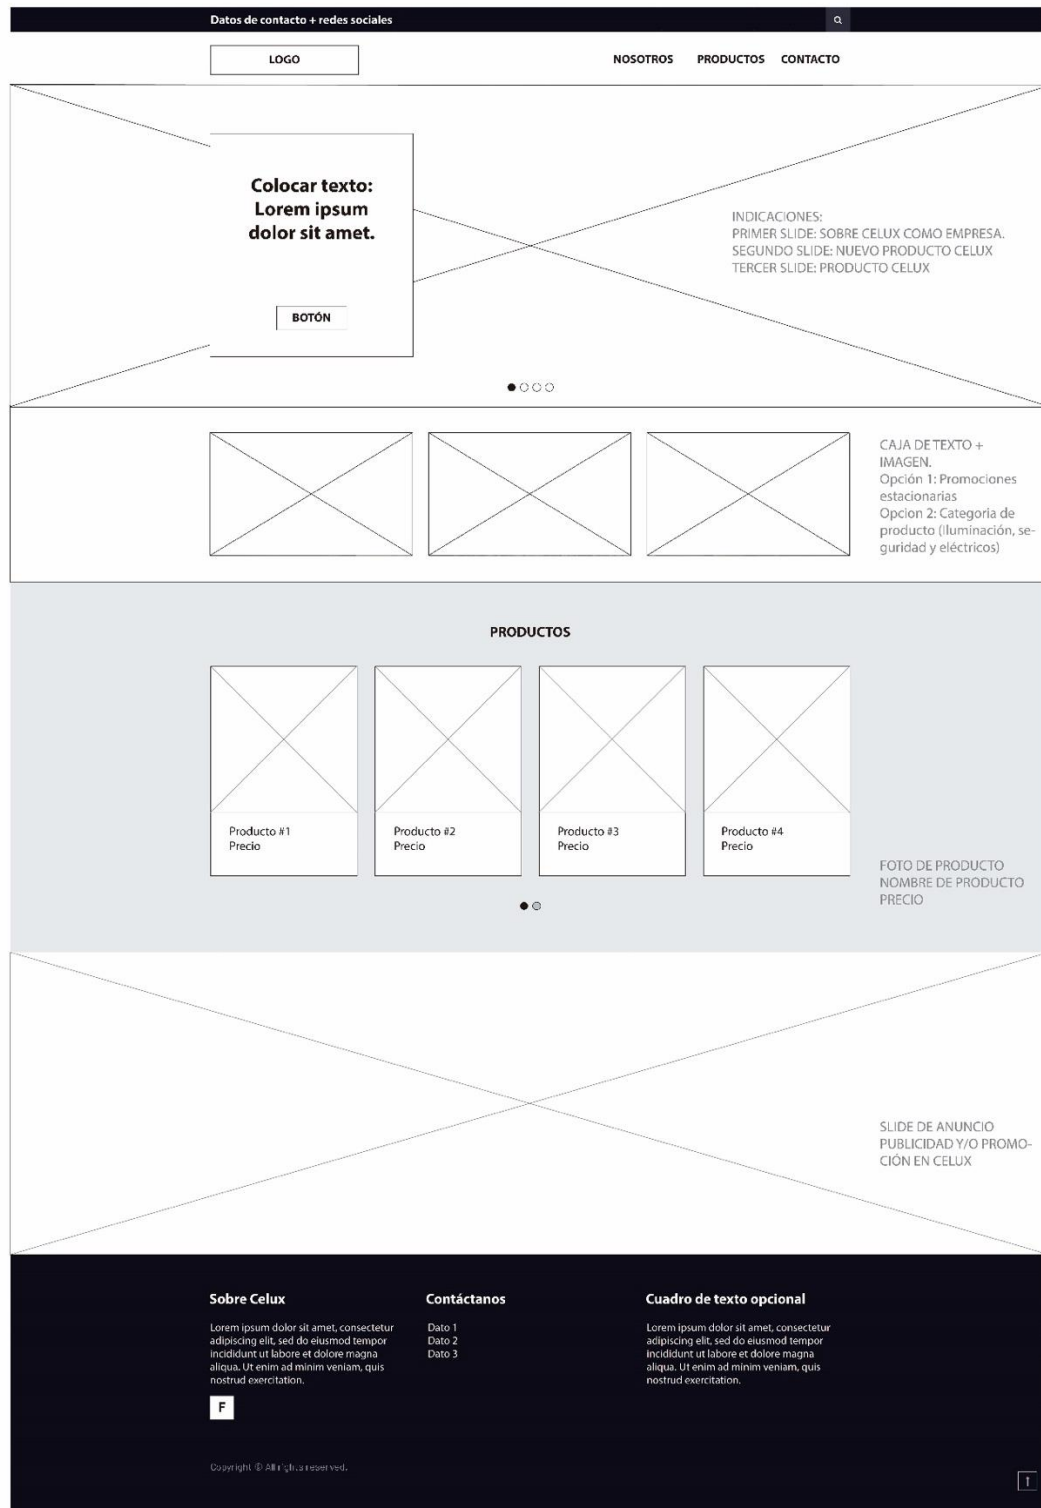 Datos de contacto + redes sociales
LOGO
NOSOTROS PRODUCTOS CONTACTO
Colocar texto:
Lorem ipsum
dolor sit amet.
BOTÓN
INDICACIONES:
PRIMER SLIDE: SOBRE CELUX COMO EMPRESA.
SEGUNDO SLIDE: NUEVO PRODUCTO CELUX
TERCER SLIDE: PRODUCTO CELUX
CAJA DE TEXTO +
IMAGEN.
Opción 1: Promociones
estacionarias
Opcion 2: Categoria de
producto (Iluminación, se-
guridad y eléctricos)
PRODUCTOS
Producto #1
Precio
Producto #2
Precio
Producto #3
Precio
Producto #4
Precio
FOTO DE PRODUCTO
NOMBRE DE PRODUCTO
PRECIO
SLIDE DE ANUNCIO
PUBLICIDAD Y/O PROMO-
CIÓN EN CELUX
Sobre Celux
Lorem ipsum dolor sit amet, consectetur
adipiscing elit, sed do eiusmod tempor
incididunt ut labore et dolore magna
aliqua. Ut enim ad minim veniam, quis
nostrud exercitation.
F
Contáctanos
Dato 1
Dato 2
Dato 3
Cuadro de texto opcional
Lorem ipsum dolor sit amet, consectetur
adipiscing elit, sed do eiusmod tempor
incididunt ut labore et dolore magna
aliqua. Ut enim ad minim veniam, quis
nostrud exercitation.
Copyright © All rights reserved.